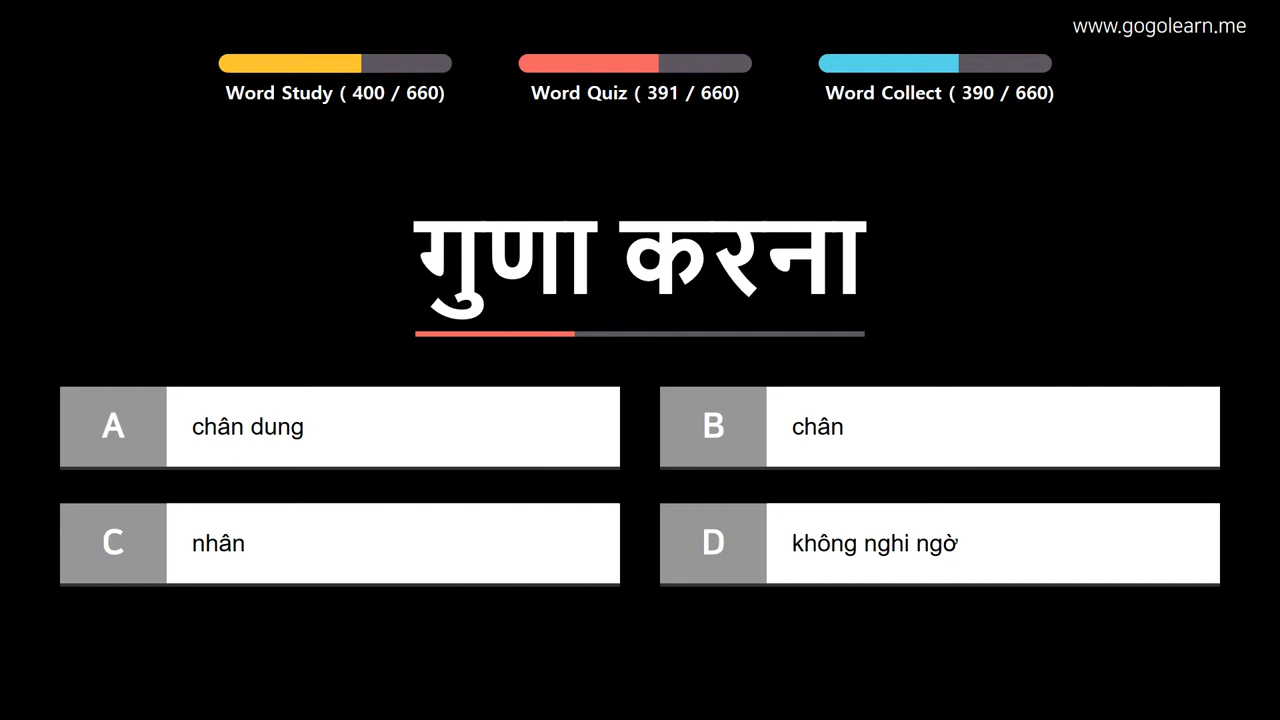 www.gogolearn.me
Word Study ( 400 / 660)
Word Quiz ( 391 / 660)
Word Collect ( 390 / 660)
गुणा करना
A
chân dung
B
chân
C
nhân
D
không nghi ngờ